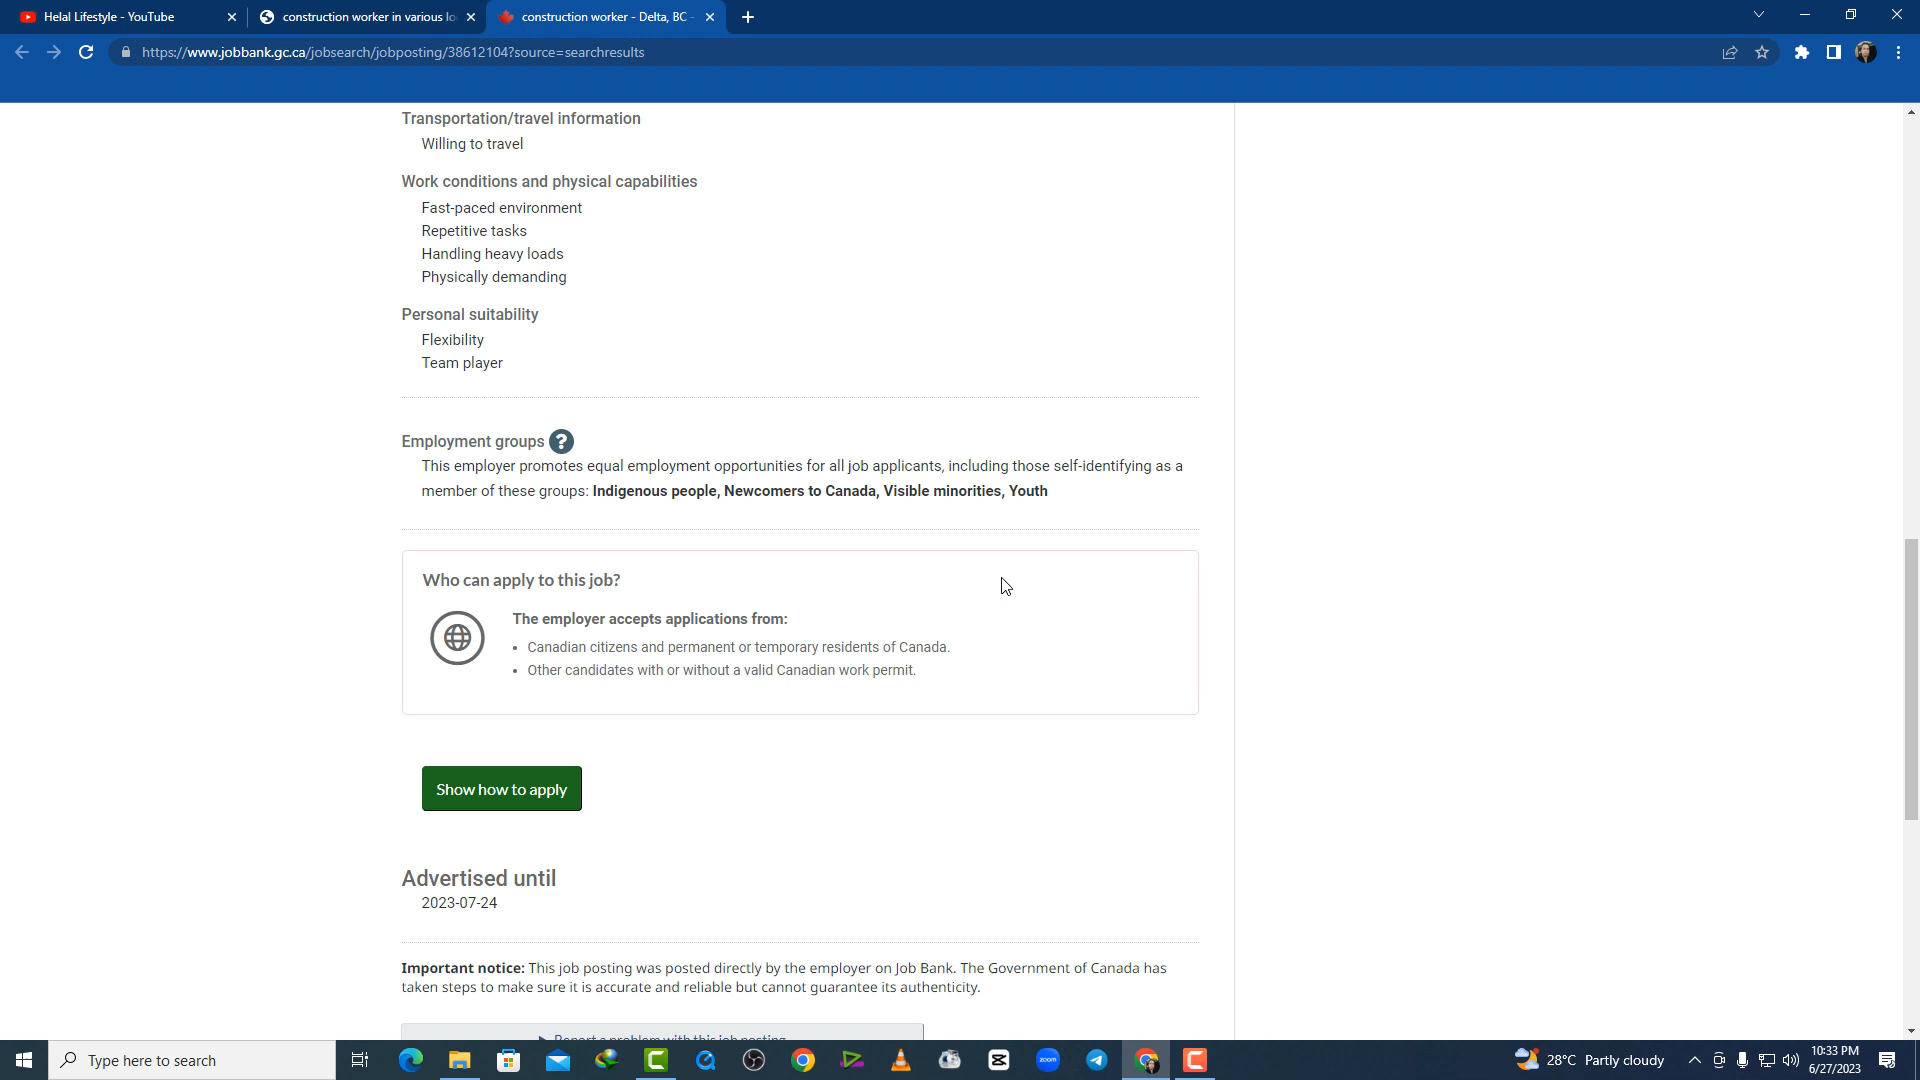 Helal Lifestyle - YouTube
construction worker in various lo
construction worker - Delta, BC -
https://www.jobbank.gc.ca/jobsearch/jobposting/38612104?source=searchresults
Transportation/travel information
Willing to travel
Work conditions and physical capabilities
Fast-paced environment
Repetitive tasks
Handling heavy loads
Physically demanding
Personal suitability
Flexibility
Team player
Employment groups ?
This employer promotes equal employment opportunities for all job applicants, including those self-identifying as a
member of these groups: Indigenous people, Newcomers to Canada, Visible minorities, Youth
Who can apply to this job?
The employer accepts applications from:
• Canadian citizens and permanent or temporary residents of Canada.
• Other candidates with or without a valid Canadian work permit.
Show how to apply
Advertised until
2023-07-24
Important notice: This job posting was posted directly by the employer on Job Bank. The Government of Canada has
taken steps to make sure it is accurate and reliable but cannot guarantee its authenticity.
Report a problem with this job posting
Type here to search
zoom
28°C Partly cloudy
10:33 PM
6/27/2023